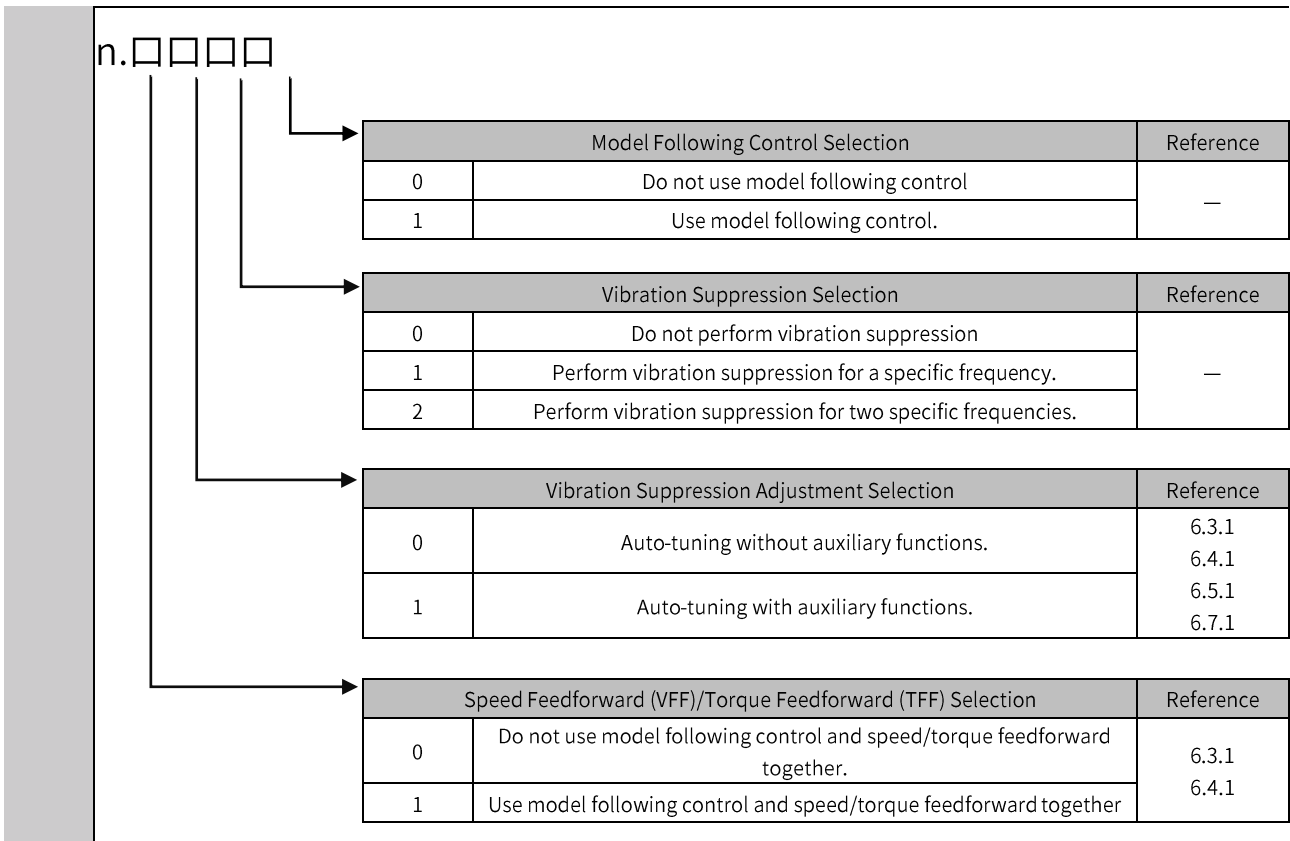 n.口口口口
Model Following Control Selection Reference
0 Do not use model following control —
1 Use model following control.
Vibration Suppression Selection Reference
0 Do not perform vibration suppression
1 Perform vibration suppression for a specific frequency. —
2 Perform vibration suppression for two specific frequencies.
Vibration Suppression Adjustment Selection Reference
0 Auto-tuning without auxiliary functions.
1 Auto-tuning with auxiliary functions.
6.3.1
6.4.1
6.5.1
6.7.1
Speed Feedforward (VFF)/Torque Feedforward (TFF) Selection Reference
0 Do not use model following control and speed/torque feedforward
together.
1 Use model following control and speed/torque feedforward together
6.3.1
6.4.1